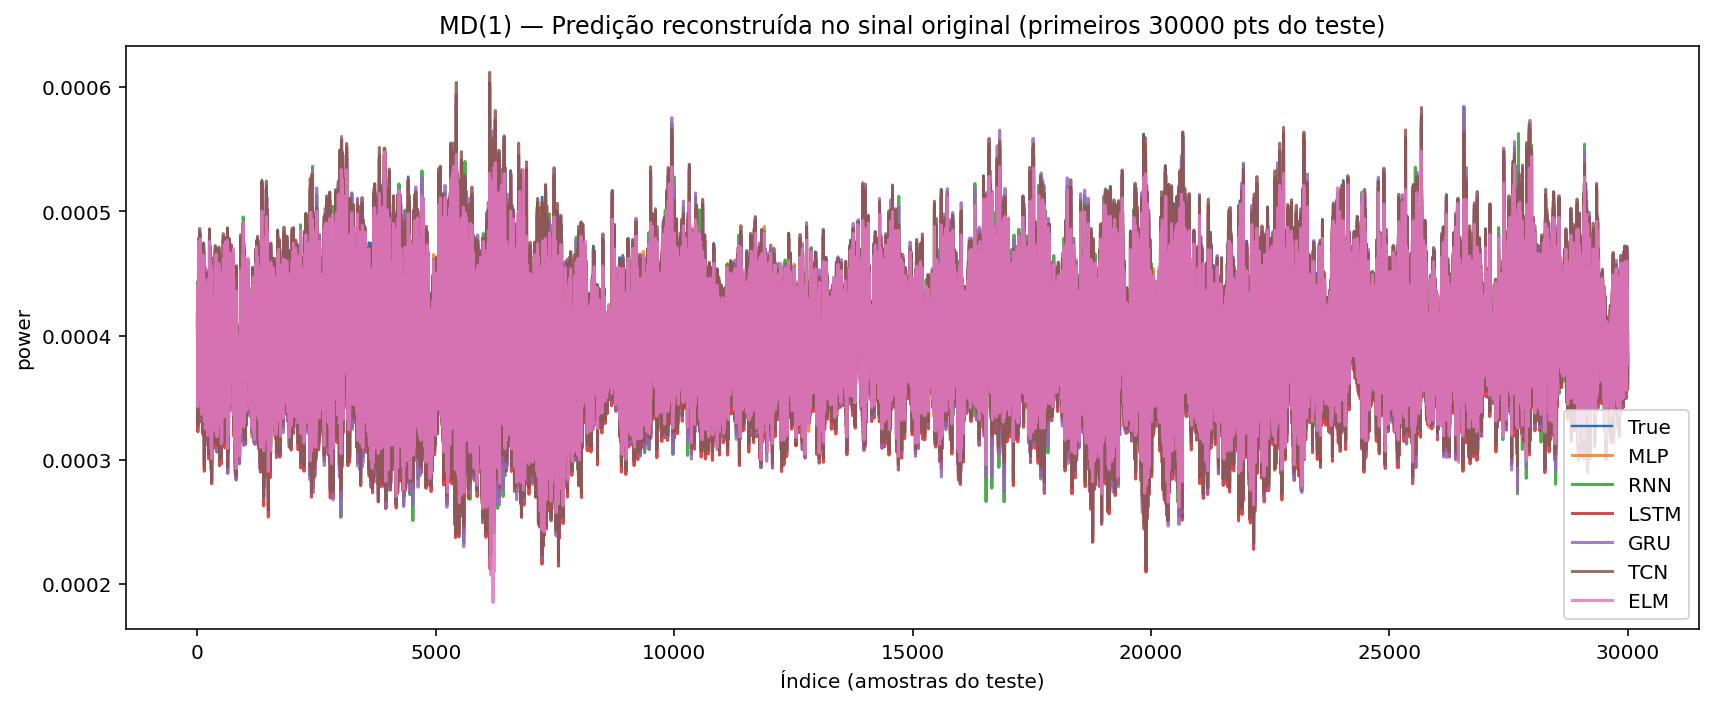 MD(1) — Predição reconstruída no sinal original (primeiros 30000 pts do teste)
power
0.0006
0.0005
0.0004
0.0003
0.0002
0
5000
10000
15000
20000
25000
30000
Índice (amostras do teste)
True
MLP
RNN
LSTM
GRU
TCN
ELM